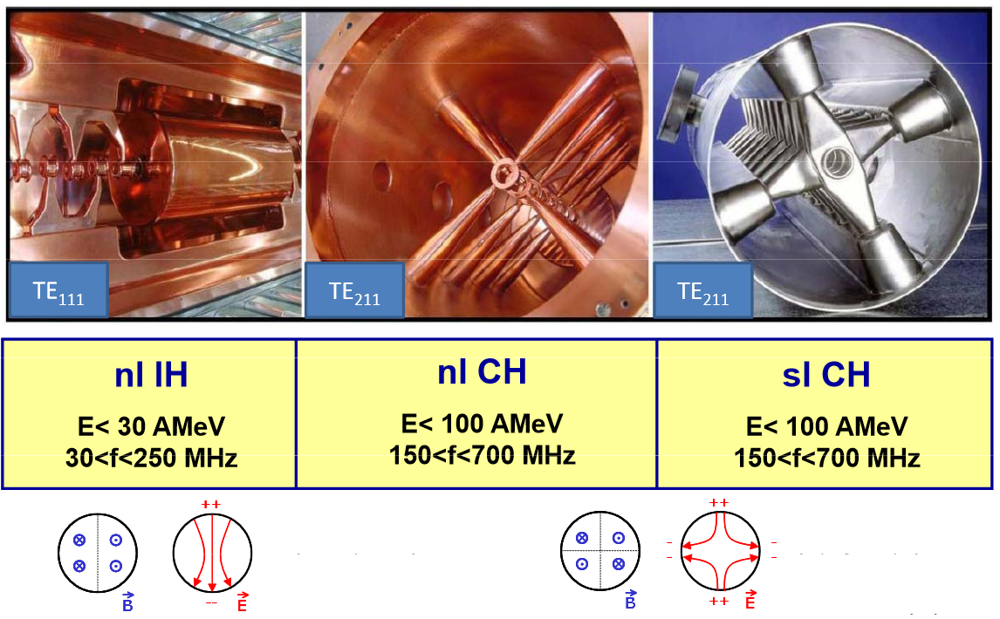 TE111
TE211
TE211
nl IH
E< 30 AMeV
30<f<250 MHz
nl CH
E< 100 AMeV
150<f<700 MHz
sl CH
E< 100 AMeV
150<f<700 MHz
++
--
B
E
++
-
-
-
-
++
B
E